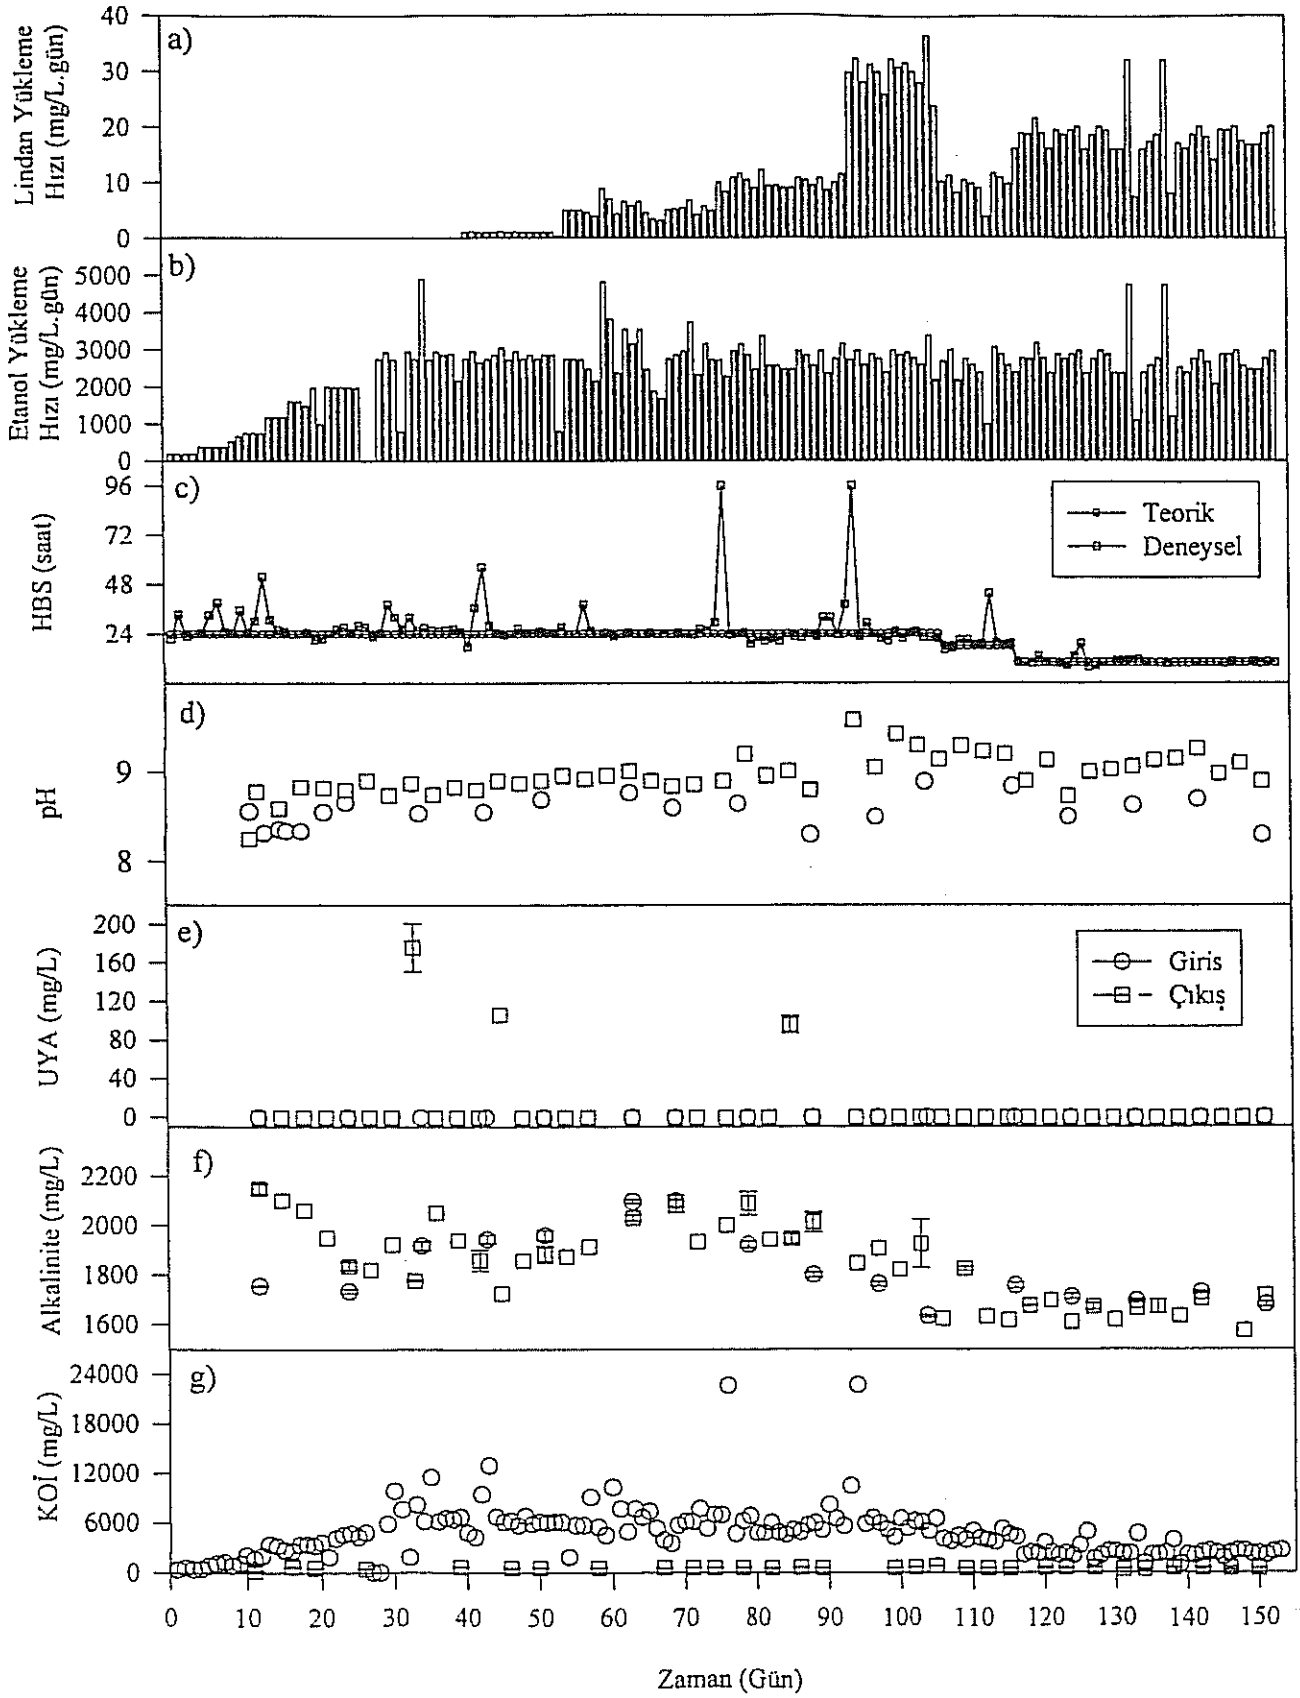 a)
Lindan Yükleme
Hızı (mg/L.gün)
40
30
20
10
0
b)
Etanol Yükleme
Hızı (mg/L.gün)
5000
4000
3000
2000
1000
0
c)
HBS (saat)
96
72
48
24
Teorik
Deneysel
d)
pH
9
8
e)
UYA (mg/L)
200
160
120
80
40
0
Giris
Çıkış
f)
Alkalinite (mg/L)
2200
2000
1800
1600
g)
KOİ (mg/L)
24000
18000
12000
6000
0
0 10 20 30 40 50 60 70 80 90 100 110 120 130 140 150
Zaman (Gün)